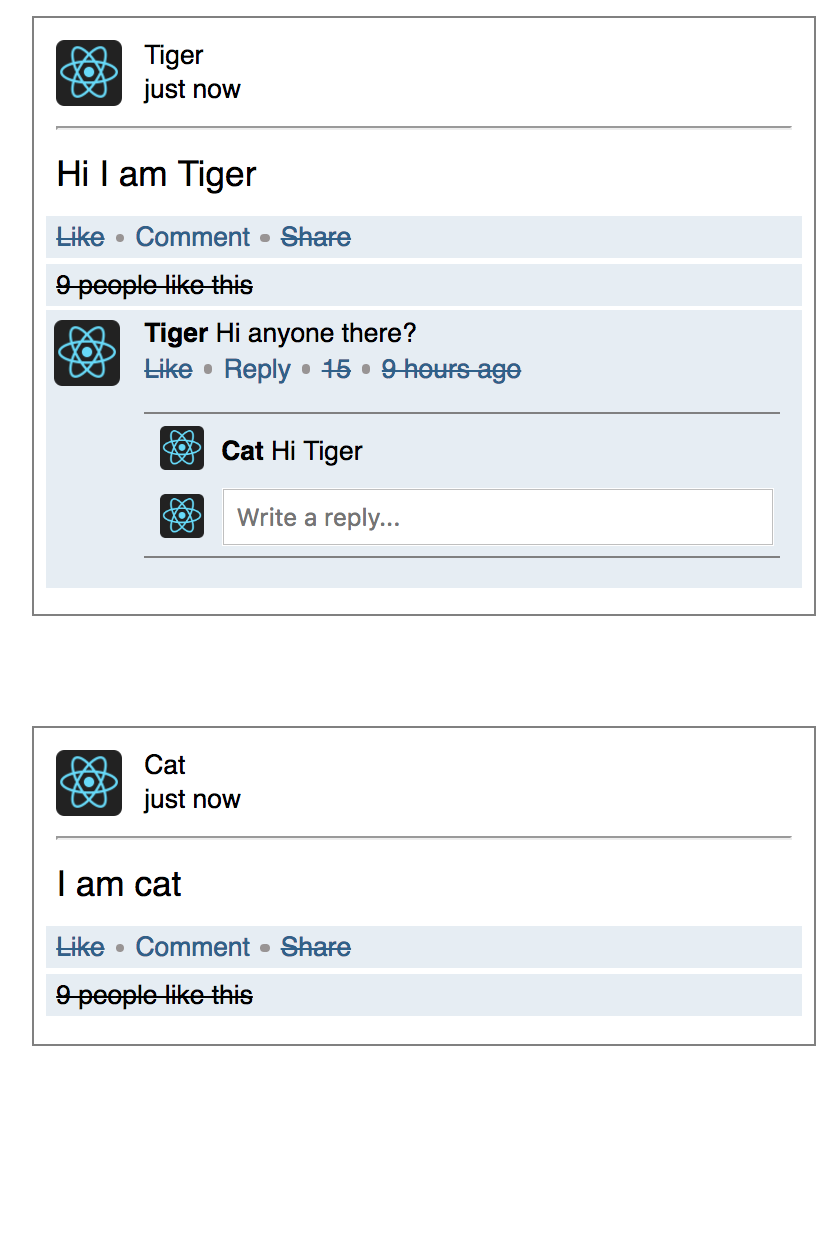 Tiger
just now
Hi I am Tiger
Like • Comment • Share
9 people like this
Tiger Hi anyone there?
Like • Reply • 15 • 9 hours ago
Cat Hi Tiger
Write a reply...
Cat
just now
I am cat
Like • Comment • Share
9 people like this